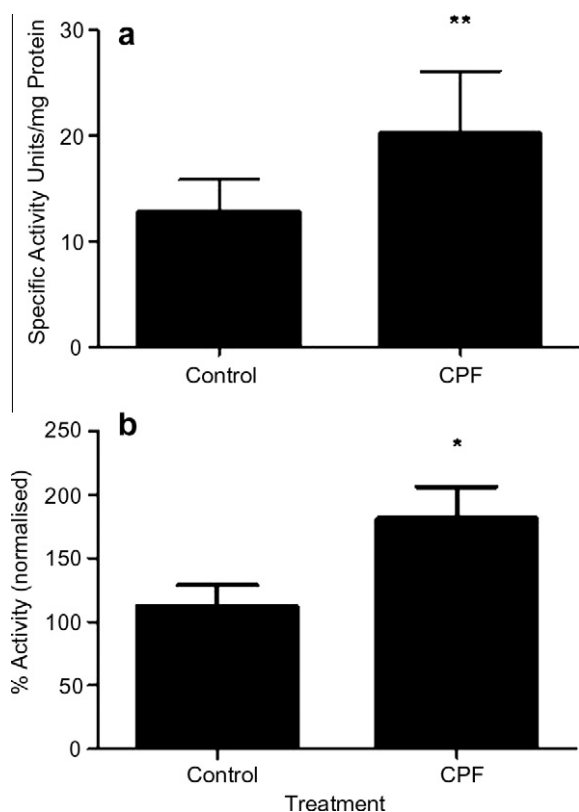 a
**
Specific Activity Units/mg Protein
30
20
10
0
Control CPF
b
*
% Activity (normalised)
250
200
150
100
50
0
Control CPF
Treatment